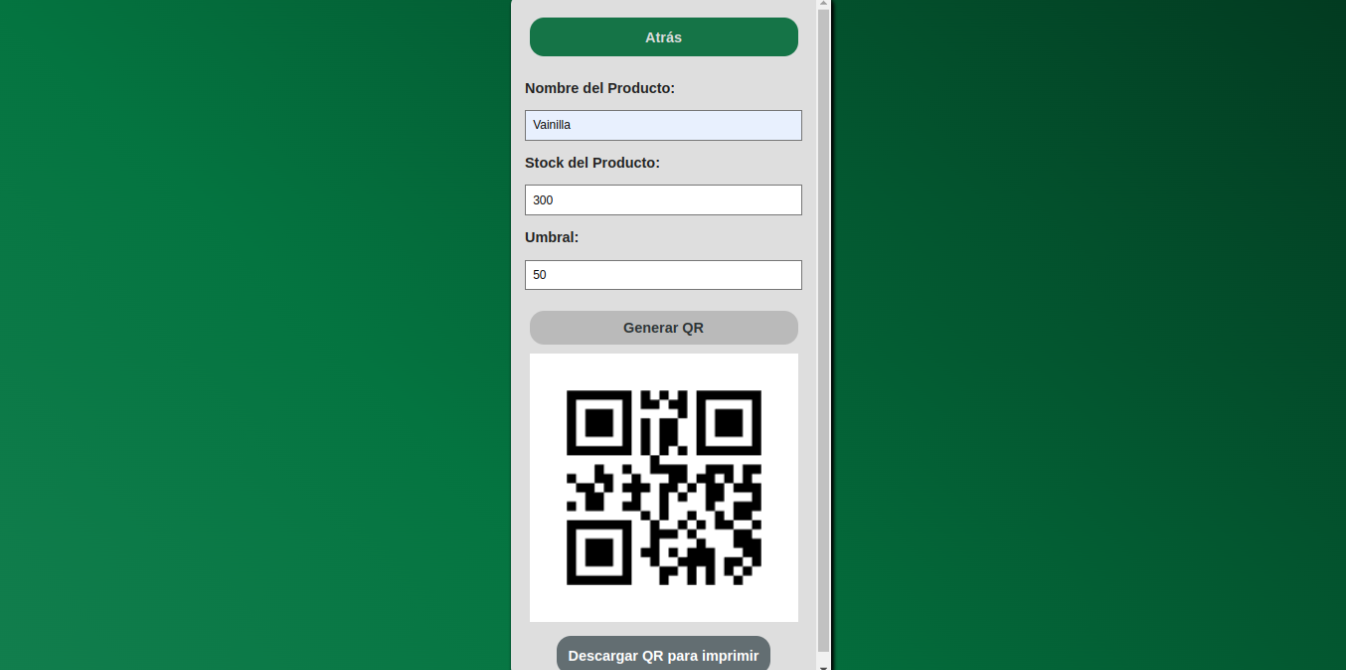 Atrás
Nombre del Producto:
Vainilla
Stock del Producto:
300
Umbral:
50
Generar QR
Descargar QR para imprimir